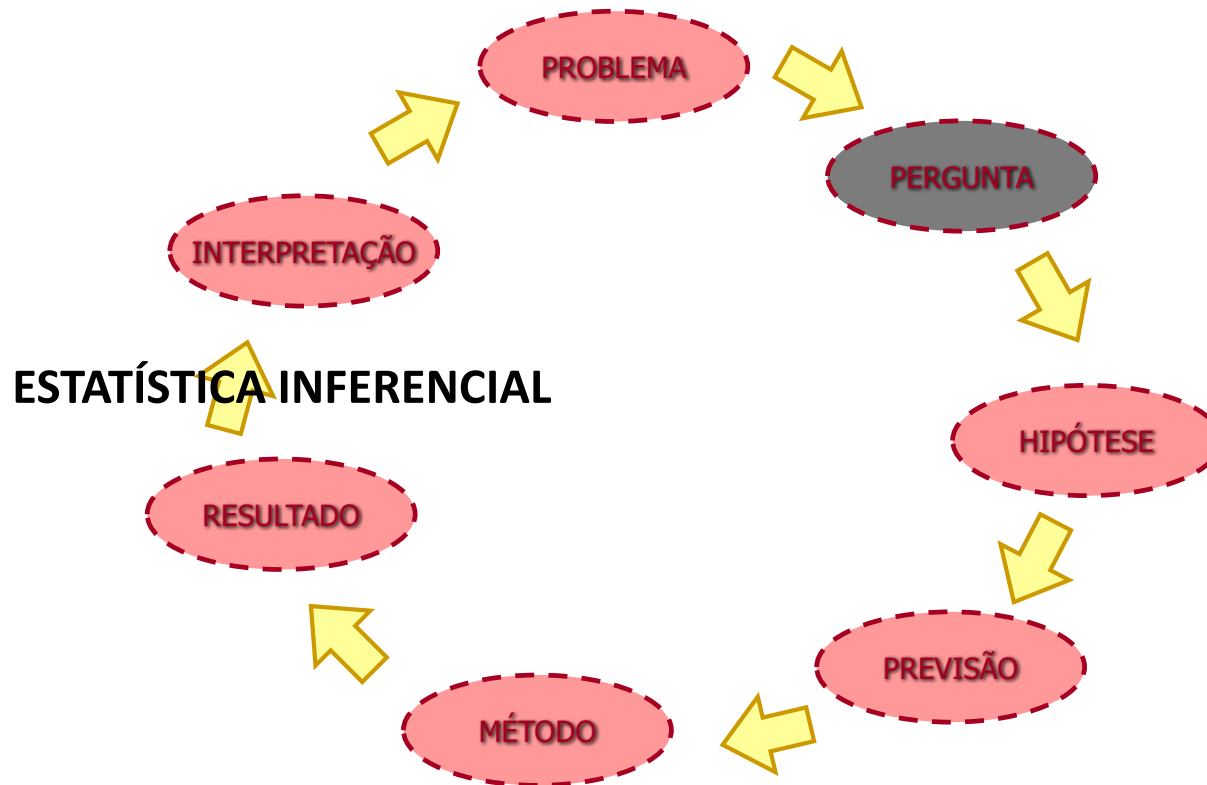 PROBLEMA
PERGUNTA
INTERPRETAÇÃO
ESTATÍSTICA INFERENCIAL
HIPÓTESE
RESULTADO
PREVISÃO
MÉTODO